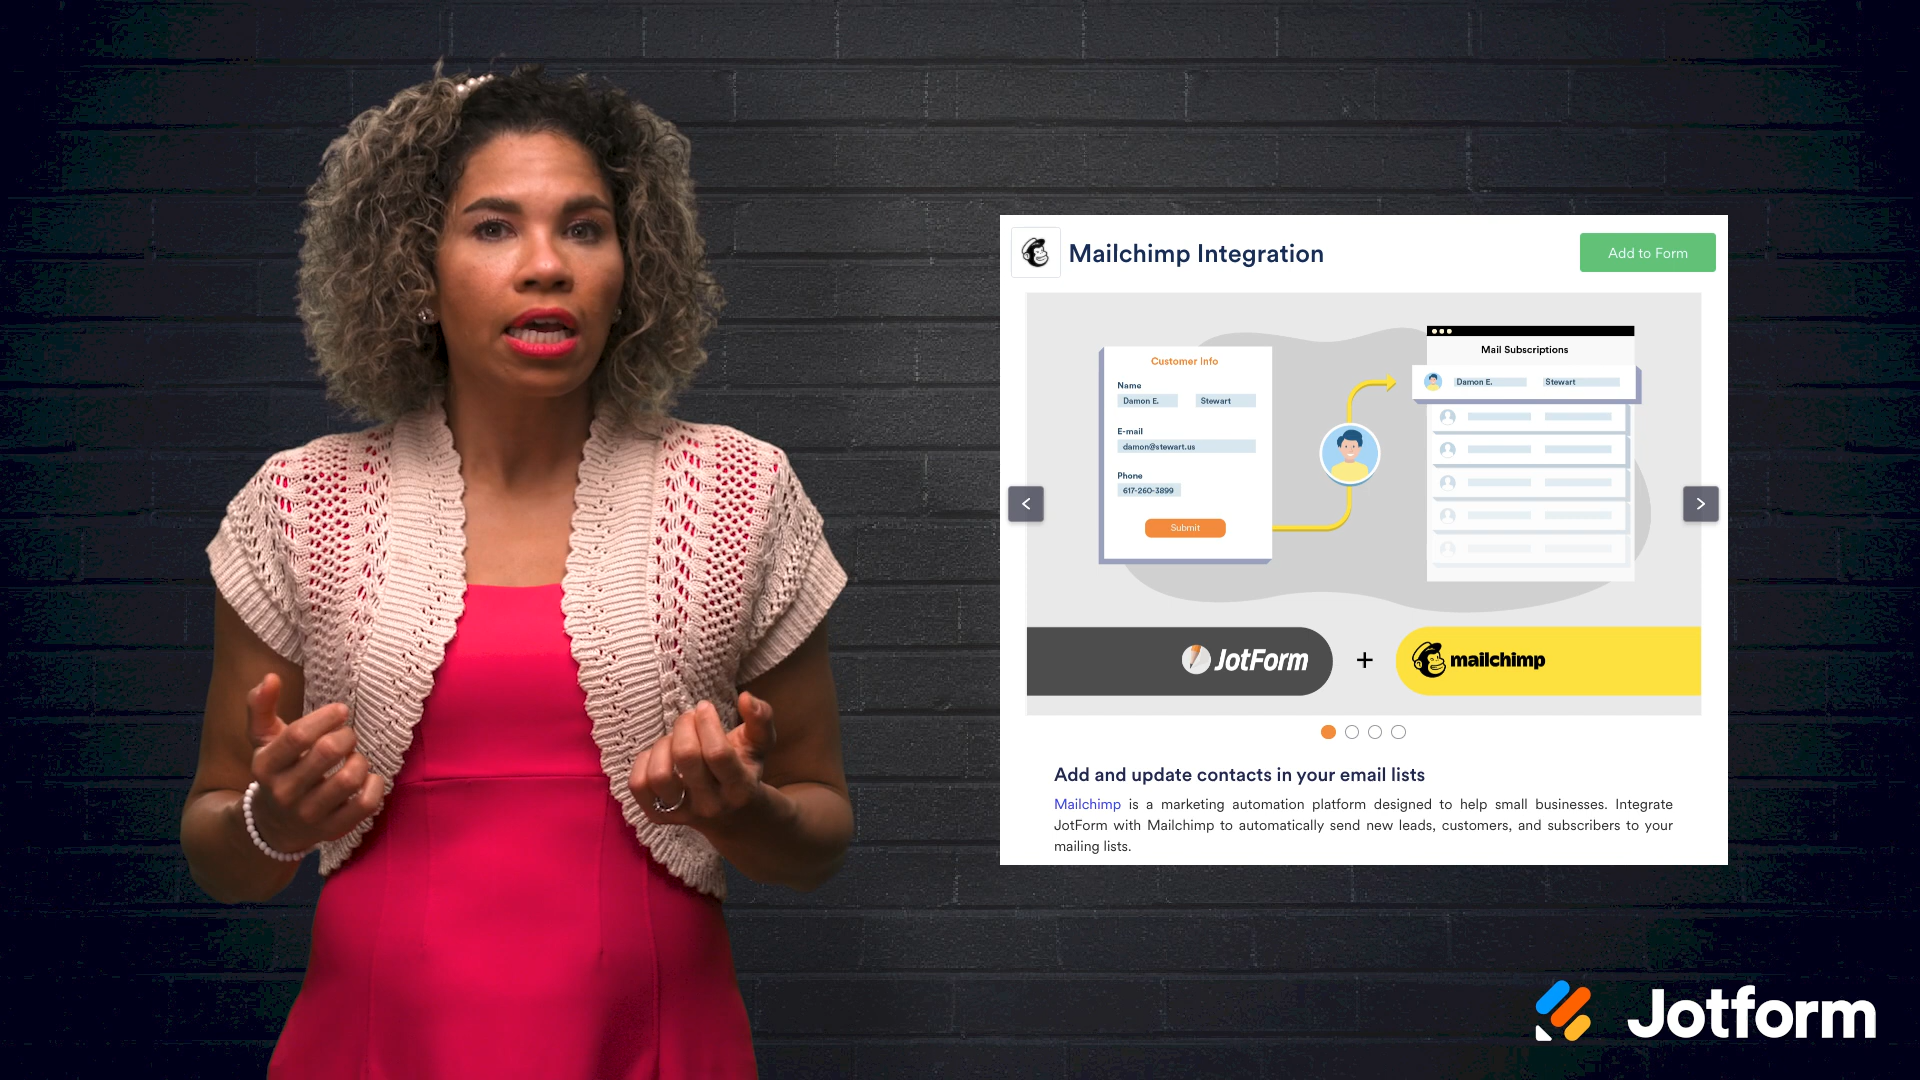 Mailchimp Integration
Add to Form
Customer Info
Name
Damon E.
Stewart
E-mail
damon@stewart.us
Phone
617-260-3899
Submit
Mail Subscriptions
Damon E.
Stewart
JotForm
+
mailchimp
Add and update contacts in your email lists
Mailchimp is a marketing automation platform designed to help small businesses. Integrate
JotForm with Mailchimp to automatically send new leads, customers, and subscribers to your
mailing lists.
Jotform